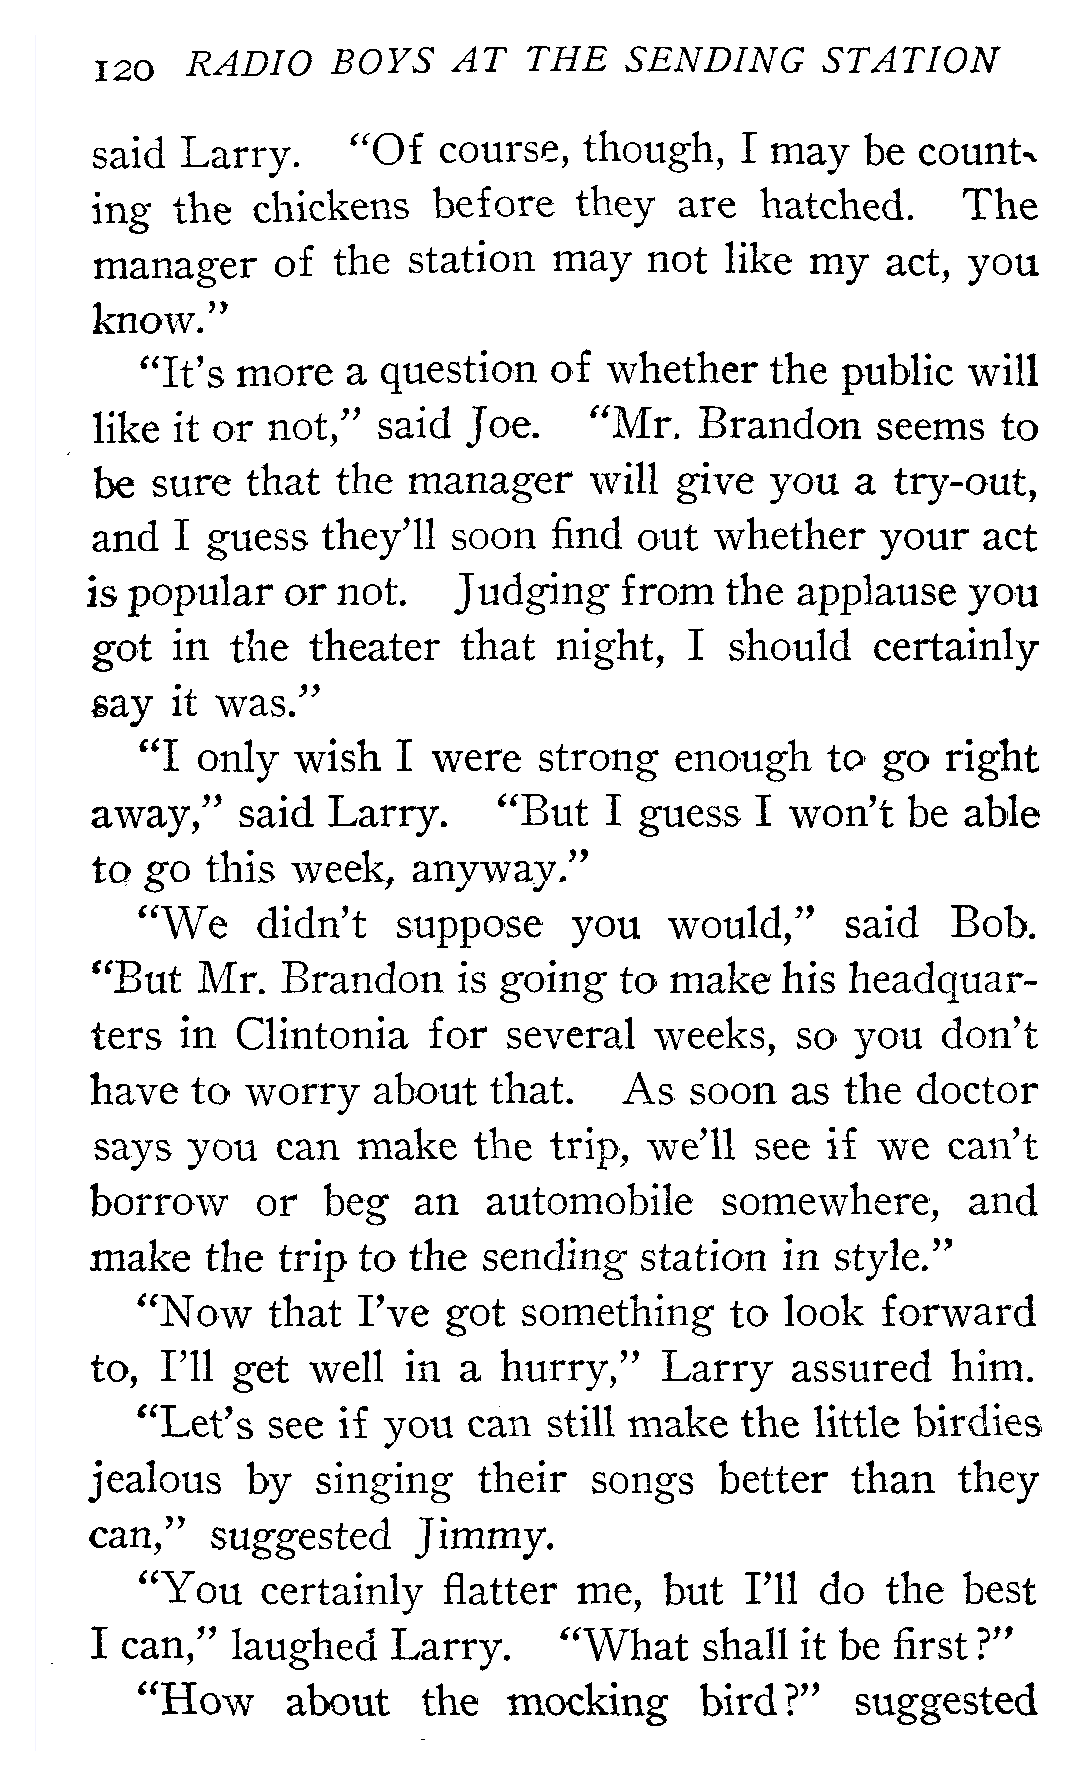 120 RADIO BOYS AT THE SENDING STATION
said Larry. “Of course, though, I may be count-
ing the chickens before they are hatched. The
manager of the station may not like my act, you
know.”
“It’s more a question of whether the public will
like it or not,” said Joe. “Mr. Brandon seems to
be sure that the manager will give you a try-out,
and I guess they’ll soon find out whether your act
is popular or not. Judging from the applause you
got in the theater that night, I should certainly
say it was.”
“I only wish I were strong enough to go right
away,” said Larry. “But I guess I won’t be able
to go this week, anyway.”
“We didn’t suppose you would,” said Bob.
“But Mr. Brandon is going to make his headquar-
ters in Clintonia for several weeks, so you don’t
have to worry about that. As soon as the doctor
says you can make the trip, we’ll see if we can’t
borrow or beg an automobile somewhere, and
make the trip to the sending station in style.”
“Now that I’ve got something to look forward
to, I’ll get well in a hurry,” Larry assured him.
“Let’s see if you can still make the little birdies
jealous by singing their songs better than they
can,” suggested Jimmy.
“You certainly flatter me, but I’ll do the best
I can,” laughed Larry. “What shall it be first?”
“How about the mocking bird?” suggested